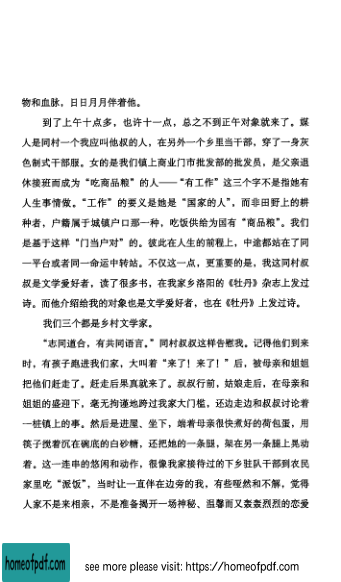 物和血脉，日日月月伴着他。
到了上午十点多，也许十一点，总之不到正午对象就来了。媒
人是同村一个我应叫他叔的人，在另外一个乡里当干部，穿了一身灰
色制式干部服。女的是我们镇上商业门市批发部的批发员，是父亲退
休接班而成为“吃商品粮”的人——“有工作”这三个字不是指她有
人生事情做。“工作”的要义是她是“国家的人”，而非田野上的耕
种者，户籍属于城镇户口那一种，吃饭供给为国有“商品粮”。我们
是基于这样“门当户对”的。彼此在人生的前程上，中途都站在了同
一平台或者同一命运中转站。不仅这一点，更重要的是，我这同村叔
叔是文学爱好者，读了很多书，在我家乡洛阳的《牡丹》杂志上发过
诗。而他介绍给我的对象也是文学爱好者，也在《牡丹》上发过诗。
我们三个都是乡村文学家。
“志同道合，有共同语言。”同村叔叔这样告慰我。记得他们到来
时，有孩子跑进我们家，大叫着“来了！来了！”后，被母亲和姐姐
把他们赶走了。赶走后果真就来了。叔叔行前，姑娘走后，在母亲和
姐姐的盛迎下，毫无拘谨地跨过我家大门槛，还边走边和叔叔讨论着
一桩镇上的事。然后是进屋、坐下，端着母亲很快煮好的荷包蛋，用
筷子搅着沉在碗底的白砂糖，还把她的一条腿，架在另一条腿上晃动
着。这一连串的悠闲和动作，很像我家接待过的下乡驻队干部到农民
家里吃“派饭”，当时让一直伴在边旁的我，有些哑然和不解，觉得
人家不是来相亲，不是准备揭开一场神秘、温馨而又轰轰烈烈的恋爱
homeofpdf.com
see more please visit: https://homeofpdf.com